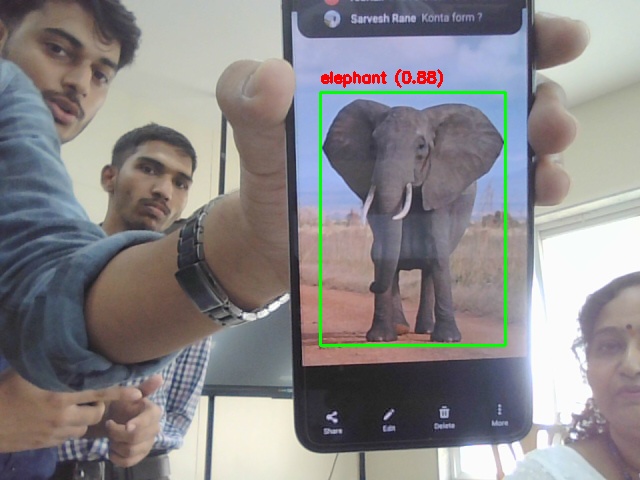 Sarvesh Rane Konta form ?
elephant (0.88)
Share Edit Delete More